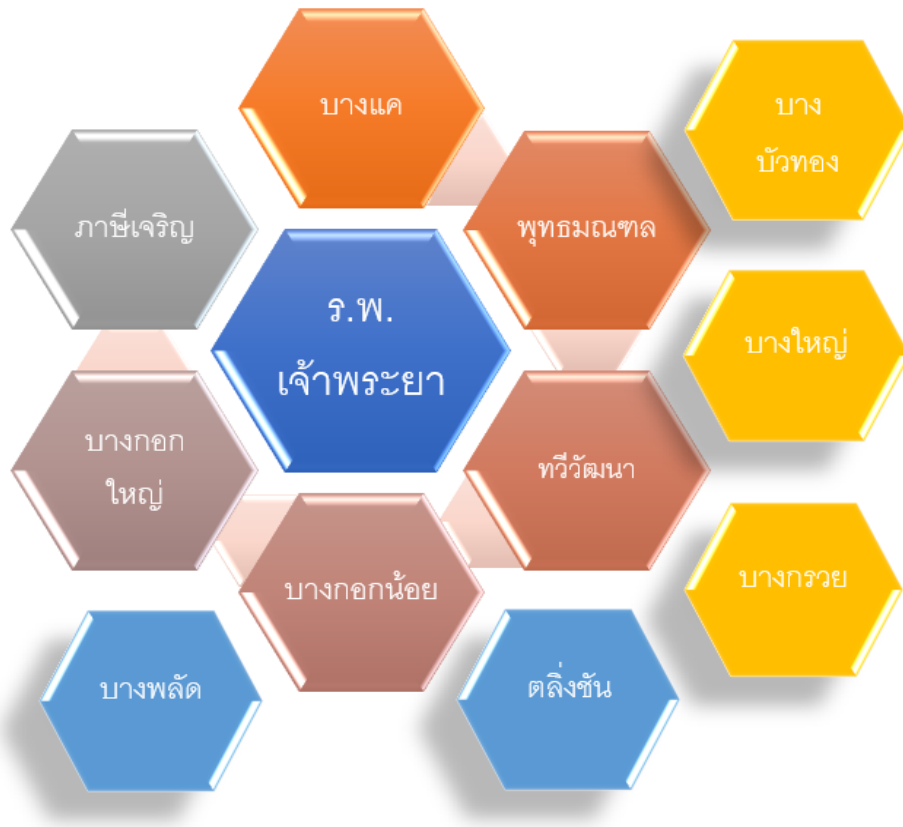 บางแค
บาง
บัวทอง
ภาษีเจริญ
พุทธมณฑล
ร.พ.
เจ้าพระยา
บางใหญ่
บางกอก
ใหญ่
ทวีวัฒนา
บางกอกน้อย
บางกรวย
บางพลัด
ตลิ่งชัน